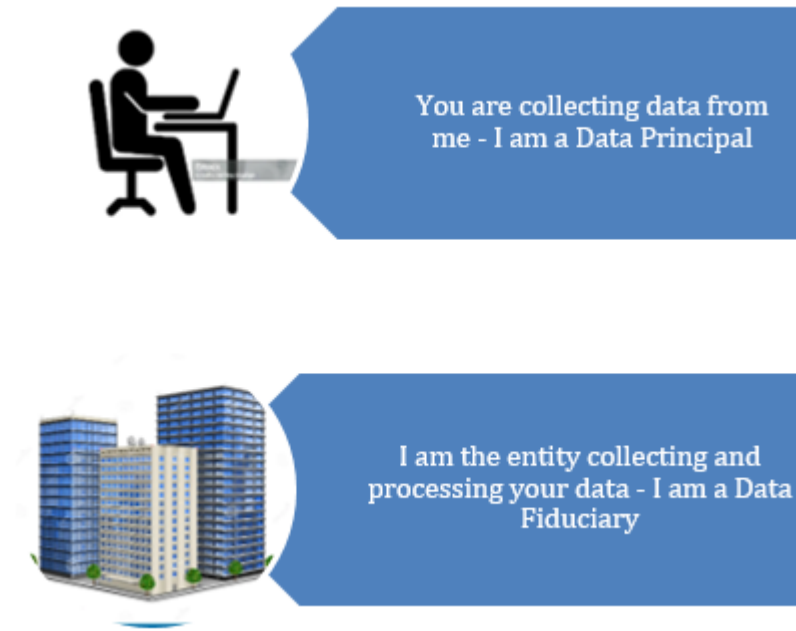 You are collecting data from
me - I am a Data Principal
I am the entity collecting and
processing your data - I am a Data
Fiduciary